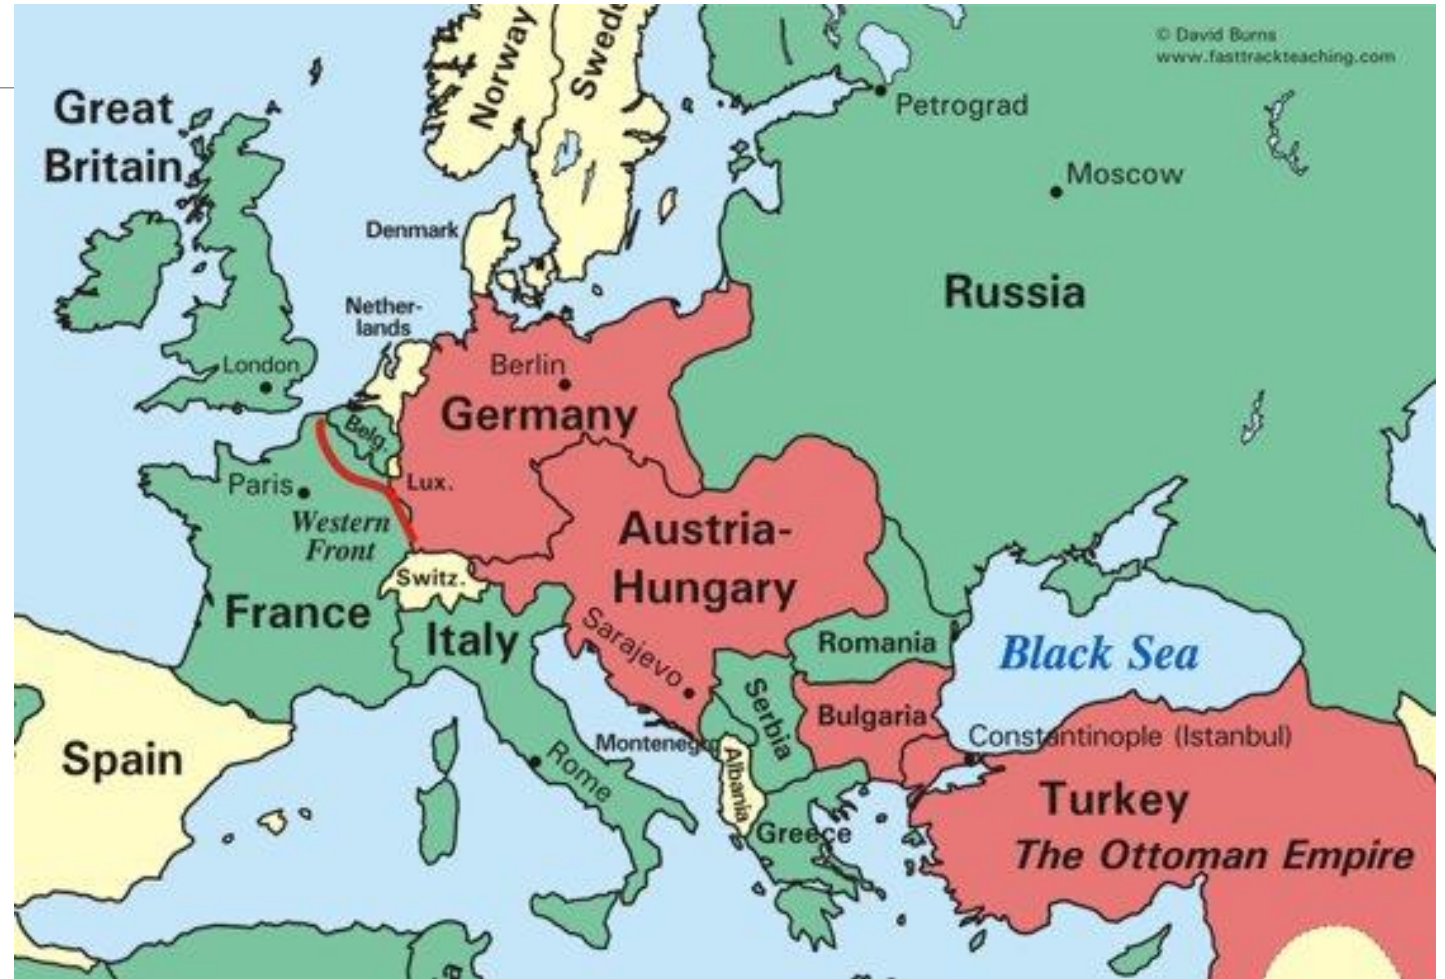 © David Burns
www.fasttrackteaching.com
Great
Britain
Norway
Swede
Petrograd
Moscow
Denmark
Nether-
lands
Russia
London
Berlin
Germany
Belg.
Paris
Lux.
Western
Front
Austria-
Hungary
Switz.
France
Italy
Sarajevo
Romania
Black Sea
Serbia
Bulgaria
Constantinople (Istanbul)
Montenegro
Spain
Albania
Rome
Turkey
Greece
The Ottoman Empire